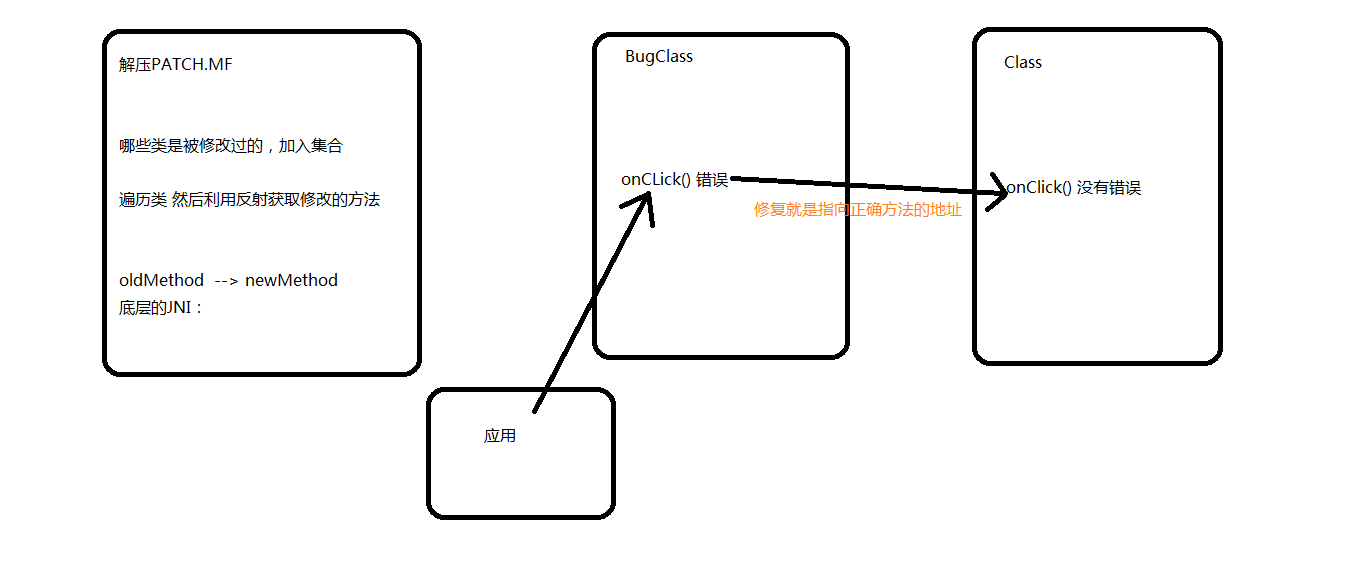 解压PATCH.MF
哪些类是被修改过的，加入集合
遍历类 然后利用反射获取修改的方法
oldMethod --> newMethod
底层的JNI：
BugClass
onCLick() 错误
修复就是指向正确方法的地址
Class
onClick() 没有错误
应用